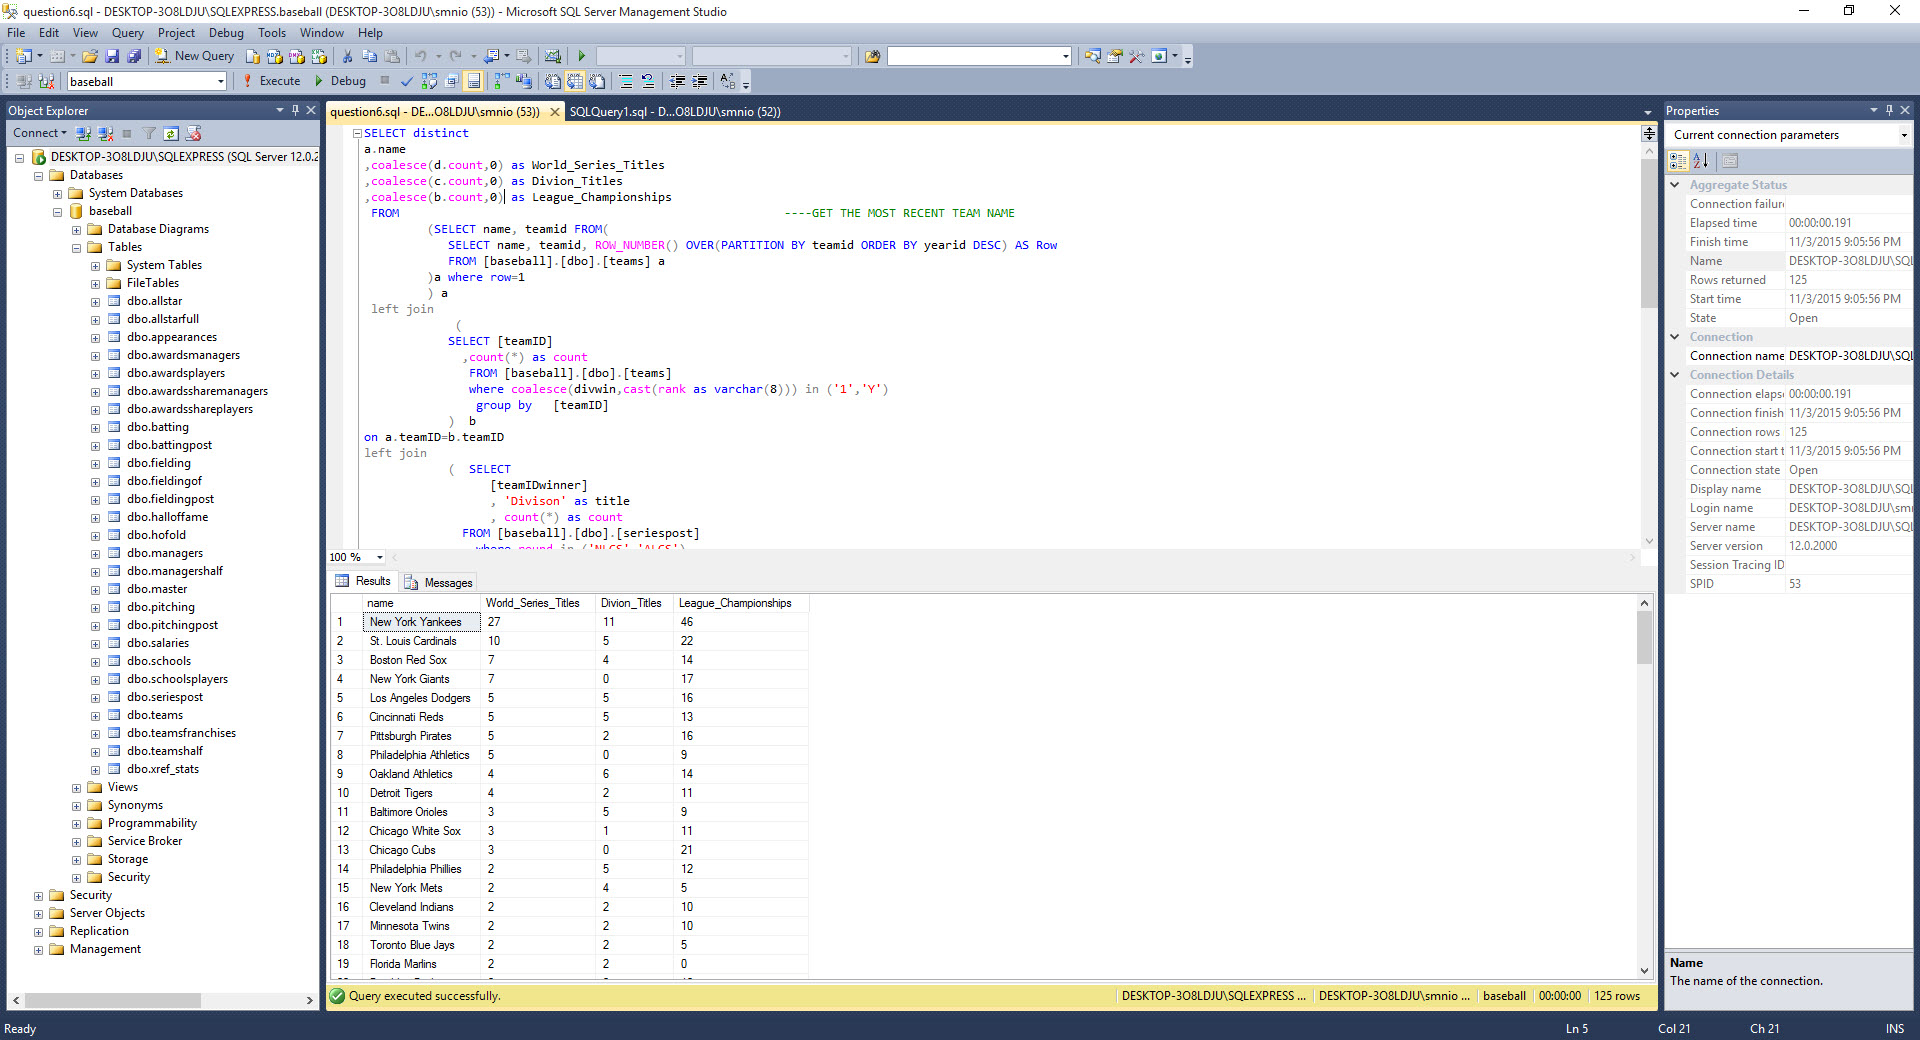 question6.sql - DESKTOP-3O8LDJU\SQLEXPRESS.baseball (DESKTOP-3O8LDJU\smnio (53)) - Microsoft SQL Server Management Studio
File Edit View Query Project Debug Tools Window Help
New Query
baseball Execute Debug
Object Explorer
Connect
DESKTOP-3O8LDJU\SQLEXPRESS (SQL Server 12.0.2
Databases
System Databases
baseball
Database Diagrams
Tables
System Tables
FileTables
dbo.allstar
dbo.allstarfull
dbo.appearances
dbo.awardsmanagers
dbo.awardsplayers
dbo.awardssharemanagers
dbo.awardsshareplayers
dbo.batting
dbo.battingpost
dbo.fielding
dbo.fieldingof
dbo.fieldingpost
dbo.halloffame
dbo.hofold
dbo.managers
dbo.managershalf
dbo.master
dbo.pitching
dbo.pitchingpost
dbo.salaries
dbo.schools
dbo.schoolsplayers
dbo.seriespost
dbo.teams
dbo.teamsfranchises
dbo.teamshalf
dbo.xref_stats
Views
Synonyms
Programmability
Service Broker
Storage
Security
Security
Server Objects
Replication
Management
question6.sql - DE...O8LDJU\smnio (53)) SQLQuery1.sql - D...O8LDJU\smnio (52))
SELECT distinct
a.name
,coalesce(d.count,0) as World_Series_Titles
,coalesce(c.count,0) as Divion_Titles
,coalesce(b.count,0) as League_Championships
FROM ----GET THE MOST RECENT TEAM NAME
(SELECT name, teamid FROM(
SELECT name, teamid, ROW_NUMBER() OVER(PARTITION BY teamid ORDER BY yearid DESC) AS Row
FROM [baseball].[dbo].[teams] a
)a where row=1
) a
left join
(
SELECT [teamID]
,count(*) as count
FROM [baseball].[dbo].[teams]
where coalesce(divwin,cast(rank as varchar(8))) in ('1','Y')
group by [teamID]
) b
on a.teamID=b.teamID
left join
( SELECT
[teamIDwinner]
, 'Divison' as title
, count(*) as count
FROM [baseball].[dbo].[seriespost]
where round in ('NLCS','ALCS')
100 %
Results Messages
name World_Series_Titles Divion_Titles League_Championships
1 New York Yankees 27 11 46
2 St. Louis Cardinals 10 5 22
3 Boston Red Sox 7 4 14
4 New York Giants 7 0 17
5 Los Angeles Dodgers 5 5 16
6 Cincinnati Reds 5 5 13
7 Pittsburgh Pirates 5 2 16
8 Philadelphia Athletics 5 0 9
9 Oakland Athletics 4 6 14
10 Detroit Tigers 4 2 11
11 Baltimore Orioles 3 5 9
12 Chicago White Sox 3 1 11
13 Chicago Cubs 3 0 21
14 Philadelphia Phillies 2 5 12
15 New York Mets 2 4 5
16 Cleveland Indians 2 2 10
17 Minnesota Twins 2 2 10
18 Toronto Blue Jays 2 2 5
19 Florida Marlins 2 2 0
Query executed successfully. DESKTOP-3O8LDJU\SQLEXPRESS ... DESKTOP-3O8LDJU\smnio ... baseball 00:00:00 125 rows
Properties
Current connection parameters
Aggregate Status
Connection failur
Elapsed time 00:00:00.191
Finish time 11/3/2015 9:05:56 PM
Name DESKTOP-3O8LDJU\SQL
Rows returned 125
Start time 11/3/2015 9:05:56 PM
State Open
Connection
Connection name DESKTOP-3O8LDJU\SQL
Connection Details
Connection elaps 00:00:00.191
Connection finish 11/3/2015 9:05:56 PM
Connection rows 125
Connection start t 11/3/2015 9:05:56 PM
Connection state Open
Display name DESKTOP-3O8LDJU\SQL
Login name DESKTOP-3O8LDJU\smn
Server name DESKTOP-3O8LDJU\SQL
Server version 12.0.2000
Session Tracing ID
SPID 53
Name
The name of the connection.
Ready Ln 5 Col 21 Ch 21 INS